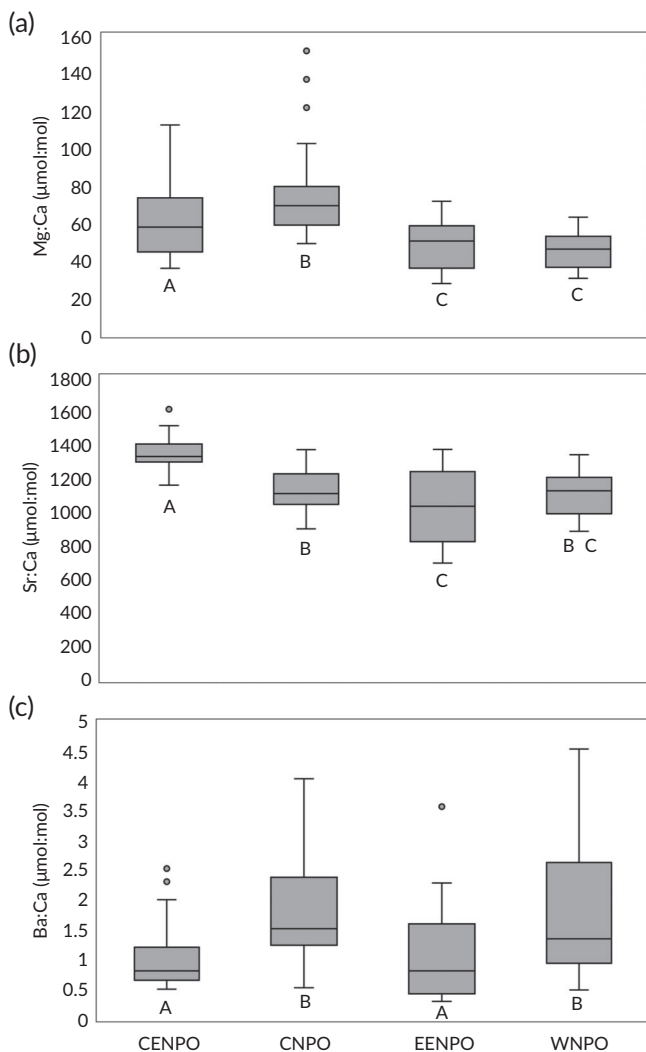 (a)
160
140
120
100
80
60
40
20
0
Mg:Ca (μmol:mol)
A
B
C
C
(b)
1800
1600
1400
1200
1000
800
600
400
200
0
Sr:Ca (μmol:mol)
A
B
C
B C
(c)
5
4.5
4
3.5
3
2.5
2
1.5
1
0.5
0
Ba:Ca (μmol:mol)
A
B
A
B
CENPO CNPO EENPO WNPO